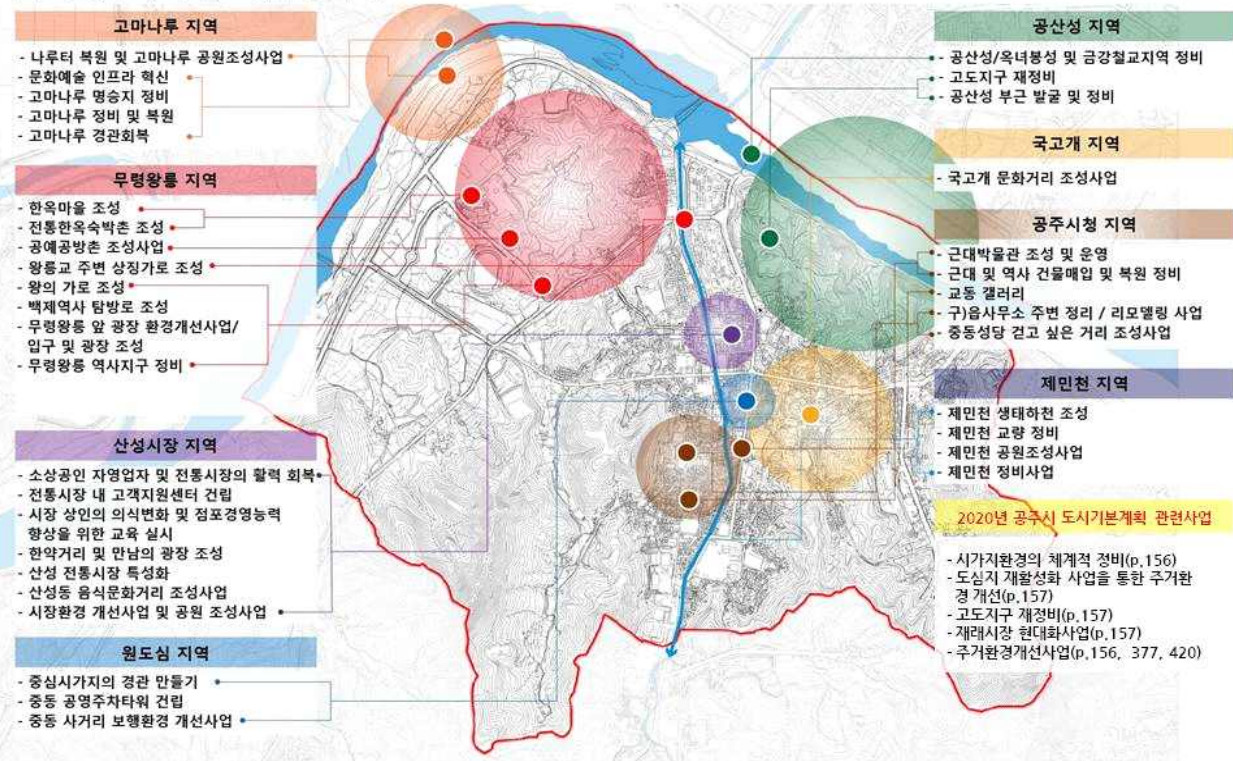 고마나루 지역
- 나루터 복원 및 고마나루 공원조성사업
- 문화예술 인프라 혁신
- 고마나루 명승지 정비
- 고마나루 정비 및 복원
- 고마나루 경관회복
무령왕릉 지역
- 한옥마을 조성
- 전통한옥숙박촌 조성
- 공예공방촌 조성사업
- 왕릉교 주변 상징가로 조성
- 왕의 가로 조성
- 백제역사 탐방로 조성
- 무령왕릉 앞 광장 환경개선사업/
입구 및 광장 조성
- 무령왕릉 역사지구 정비
산성시장 지역
- 소상공인 자영업자 및 전통시장의 활력 회복
- 전통시장 내 고객지원센터 건립
- 시장 상인의 의식변화 및 점포경영능력
향상을 위한 교육 실시
- 한약거리 및 만남의 광장 조성
- 산성 전통시장 특성화
- 산성동 음식문화거리 조성사업
- 시장환경 개선사업 및 공원 조성사업
원도심 지역
- 중심시가지의 경관 만들기
- 중동 공영주차타워 건립
- 중동 사거리 보행환경 개선사업
공산성 지역
- 공산성/옥녀봉성 및 금강철교지역 정비
- 고도지구 재정비
- 공산성 부근 발굴 및 정비
국고개 지역
- 국고개 문화거리 조성사업
공주시청 지역
- 근대박물관 조성 및 운영
- 근대 및 역사 건물매입 및 복원 정비
- 교동 갤러리
- 구)읍사무소 주변 정리 / 리모델링 사업
- 중동성당 걷고 싶은 거리 조성사업
제민천 지역
- 제민천 생태하천 조성
- 제민천 교량 정비
- 제민천 공원조성사업
- 제민천 정비사업
2020년 공주시 도시기본계획 관련사업
- 시가지환경의 체계적 정비(p.156)
- 도심지 재활성화 사업을 통한 주거환
경 개선(p.157)
- 고도지구 재정비(p.157)
- 재래시장 현대화사업(p.157)
- 주거환경개선사업(p.156, 377, 420)